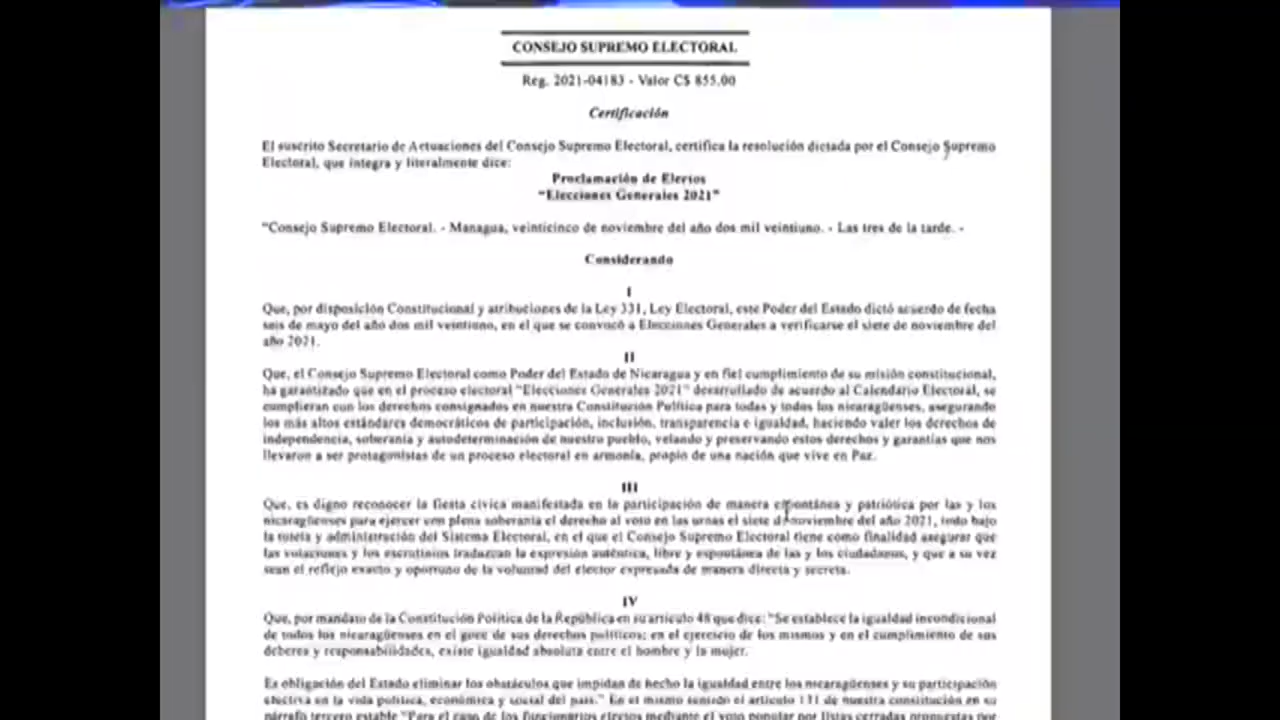 CONSEJO SUPREMO ELECTORAL
Reg. 2021-04183 - Valor C$ 855.00
Certificación
El suscrito Secretario de Actuaciones del Consejo Supremo Electoral, certifica la resolución dictada por el Consejo Supremo
Electoral, que integra y literalmente dice:
Proclamación de Electos
"Elecciones Generales 2021"
"Consejo Supremo Electoral. - Managua, veinticinco de noviembre del año dos mil veintiuno. - Las tres de la tarde. -
Considerando
I
Que, por disposición Constitucional y atribuciones de la Ley 331, Ley Electoral, este Poder del Estado dictó acuerdo de fecha
seis de mayo del año dos mil veintiuno, en el que se convocó a Elecciones Generales a verificarse el siete de noviembre del
año 2021.
II
Que, el Consejo Supremo Electoral como Poder del Estado de Nicaragua y en fiel cumplimiento de su misión constitucional,
ha garantizado que en el proceso electoral "Elecciones Generales 2021" desarrollado de acuerdo al Calendario Electoral, se
cumplieran con los derechos consignados en nuestra Constitución Política para todas y todos los nicaragüenses, asegurando
los más altos estándares democráticos de participación, inclusión, transparencia e igualdad, haciendo valer los derechos de
independencia, soberanía y autodeterminación de nuestro pueblo, velando y preservando estos derechos y garantías que nos
llevaron a ser protagonistas de un proceso electoral en armonía, propio de una nación que vive en Paz.
III
Que, es digno reconocer la fiesta cívica manifestada en la participación de manera espontánea y patriótica por las y los
nicaragüenses para ejercer con plena soberanía el derecho al voto en las urnas el siete de noviembre del año 2021, todo bajo
la tutela y administración del Sistema Electoral, en el que el Consejo Supremo Electoral tiene como finalidad asegurar que
las votaciones y los escrutinios traduzcan la expresión auténtica, libre y espontánea de las y los ciudadanos, y que a su vez
sean el reflejo exacto y oportuno de la voluntad del elector expresada de manera directa y secreta.
IV
Que, por mandato de la Constitución Política de la República en su artículo 48 que dice: "Se establece la igualdad incondicional
de todos los nicaragüenses en el goce de sus derechos políticos; en el ejercicio de los mismos y en el cumplimiento de sus
deberes y responsabilidades, existe igualdad absoluta entre el hombre y la mujer.
Es obligación del Estado eliminar los obstáculos que impidan de hecho la igualdad entre los nicaragüenses y su participación
efectiva en la vida política, económica y social del país." En el mismo sentido el artículo 131 de nuestra constitución en su
párrafo tercero establece "Para el caso de los funcionarios electos mediante el voto popular por listas cerradas propuestas por